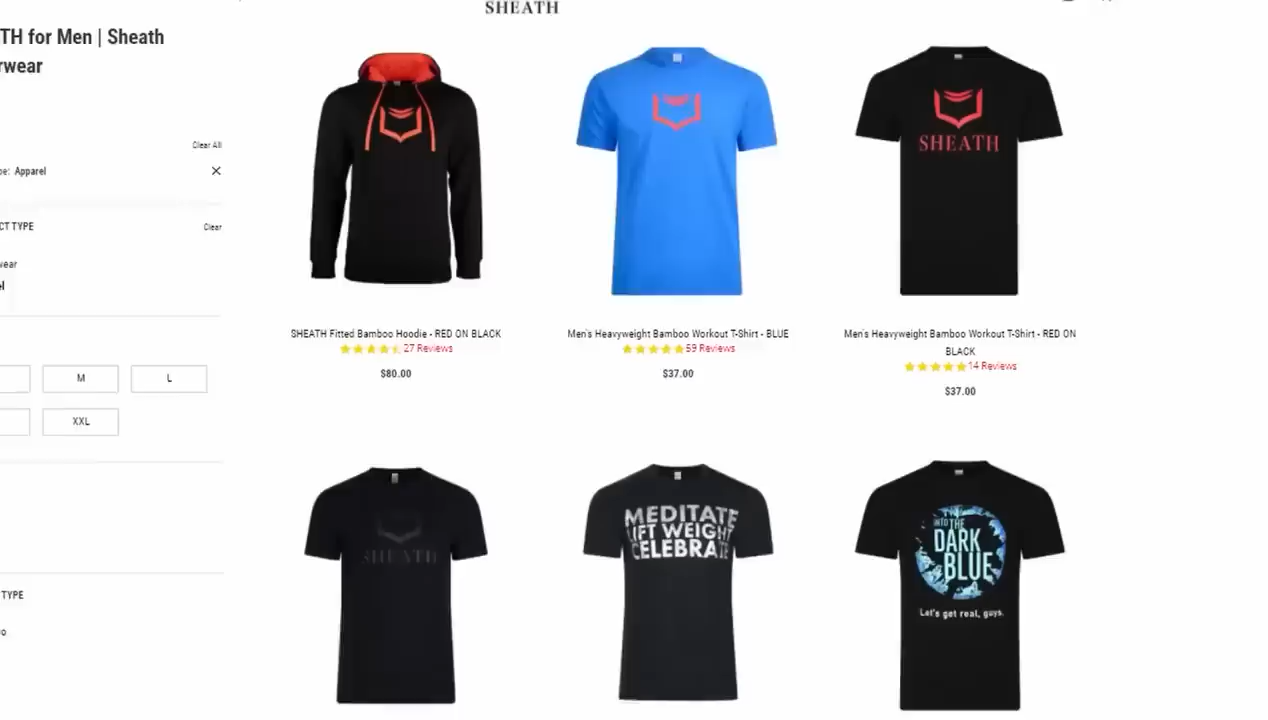 SHEATH
TH for Men | Sheath
rwear
Clear All
pe: Apparel
CT TYPE
Clear
wear
el
M
L
XXL
TYPE
oo
SHEATH
SHEATH Fitted Bamboo Hoodie - RED ON BLACK
27 Reviews
$80.00
Men's Heavyweight Bamboo Workout T-Shirt - BLUE
59 Reviews
$37.00
Men's Heavyweight Bamboo Workout T-Shirt - RED ON
BLACK
14 Reviews
$37.00
SHEATH
MEDITATE
LIFT WEIGHT
CELEBRATE
INTO THE
DARK
BLUE
Let's get real, guys.